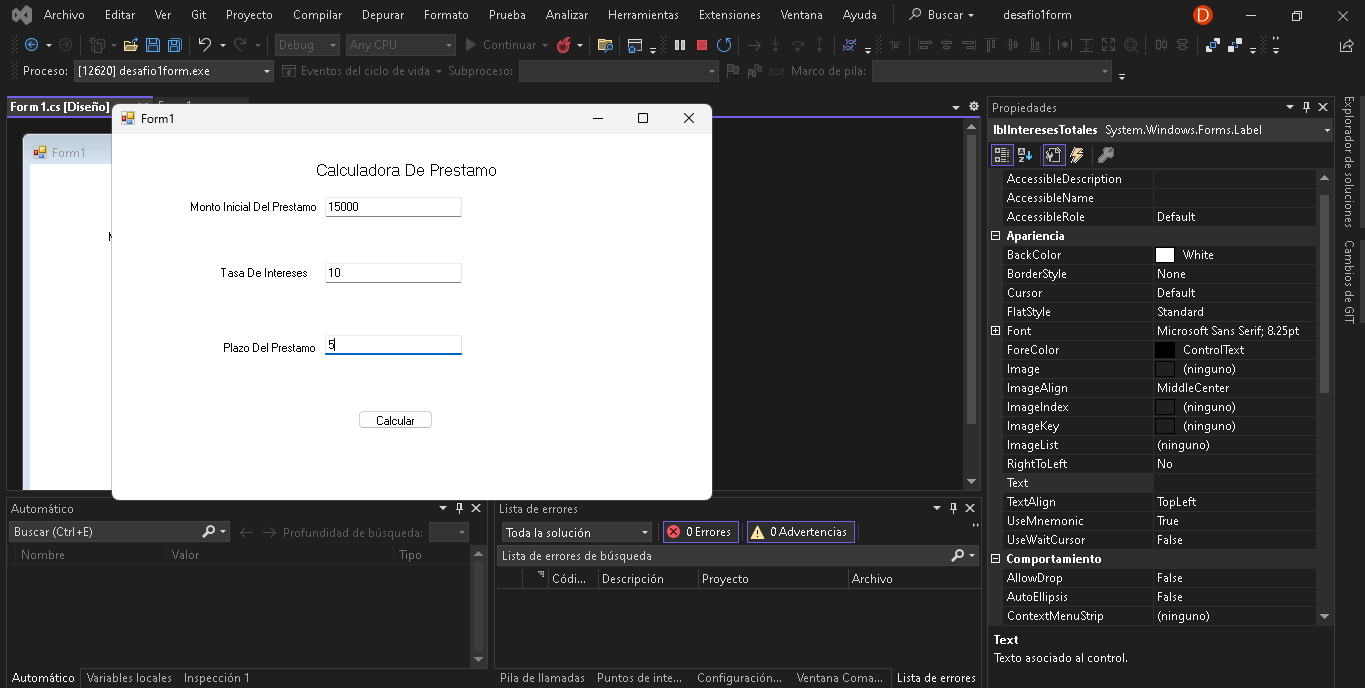 Archivo Editar Ver Git Proyecto Compilar Depurar Formato Prueba Analizar Herramientas Extensiones Ventana Ayuda Buscar desafio1form D
Debug Any CPU Continuar
Proceso: [12620] desafio1form.exe Eventos del ciclo de vida Subproceso: Marco de pila:
Form1.cs [Diseño]
Form1
Form1
Calculadora De Prestamo
Monto Inicial Del Prestamo 15000
Tasa De Intereses 10
Plazo Del Prestamo 5
Calcular
Propiedades
lblInteresesTotales System.Windows.Forms.Label
AccessibleDescription
AccessibleName
AccessibleRole Default
Apariencia
BackColor White
BorderStyle None
Cursor Default
FlatStyle Standard
Font Microsoft Sans Serif; 8.25pt
ForeColor ControlText
Image (ninguno)
ImageAlign MiddleCenter
ImageIndex (ninguno)
ImageKey (ninguno)
ImageList (ninguno)
RightToLeft No
Text
TextAlign TopLeft
UseMnemonic True
UseWaitCursor False
Comportamiento
AllowDrop False
AutoEllipsis False
ContextMenuStrip (ninguno)
Text
Texto asociado al control.
Explorador de soluciones
Cambios de GIT
Automático
Buscar (Ctrl+E) Profundidad de búsqueda:
Nombre Valor Tipo
Automático Variables locales Inspección 1
Lista de errores
Toda la solución 0 Errores 0 Advertencias
Lista de errores de búsqueda
Códi... Descripción Proyecto Archivo
Pila de llamadas Puntos de inte... Configuración... Ventana Coma... Lista de errores